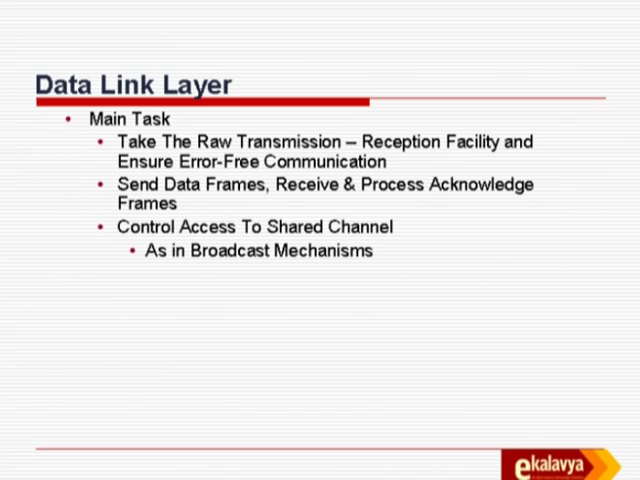 Data Link Layer
• Main Task
• Take The Raw Transmission – Reception Facility and
Ensure Error-Free Communication
• Send Data Frames, Receive & Process Acknowledge
Frames
• Control Access To Shared Channel
• As in Broadcast Mechanisms
ekalavya